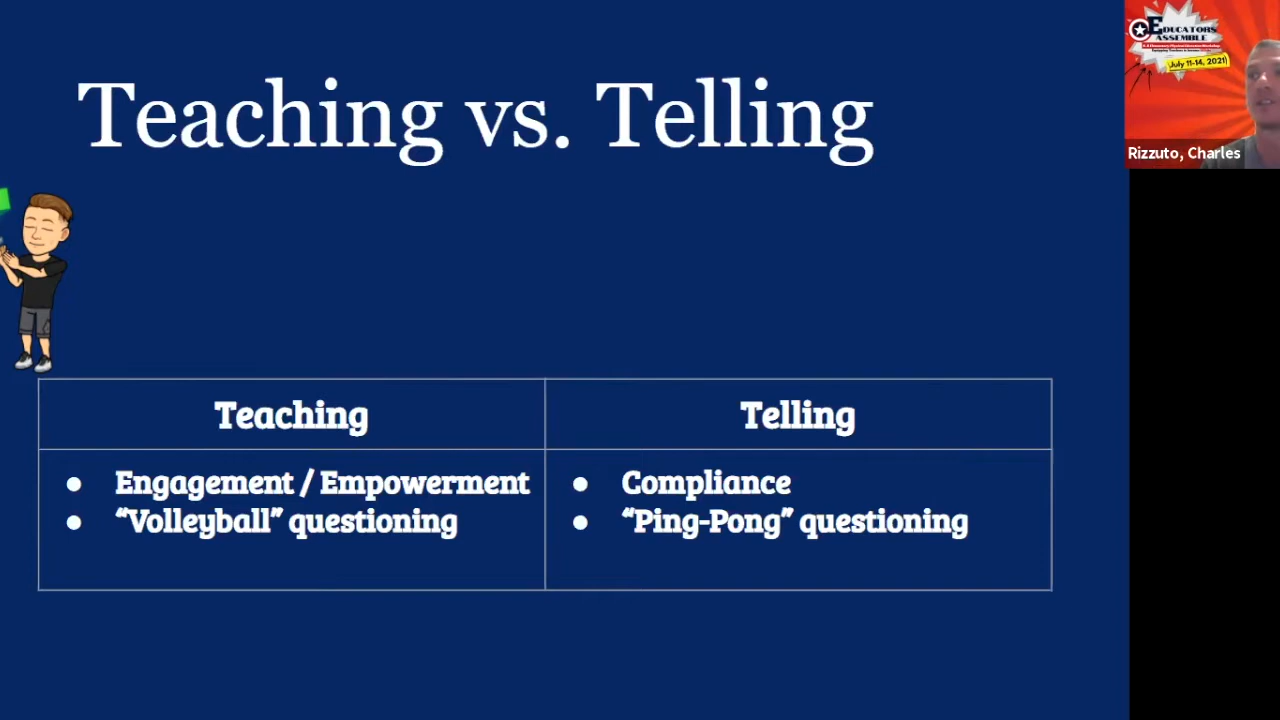 Teaching vs. Telling
EDUCATORS
ASSEMBLE
July 11-14, 2021
Rizzuto, Charles
Teaching
Telling
● Engagement / Empowerment
● “Volleyball” questioning
● Compliance
● “Ping-Pong” questioning